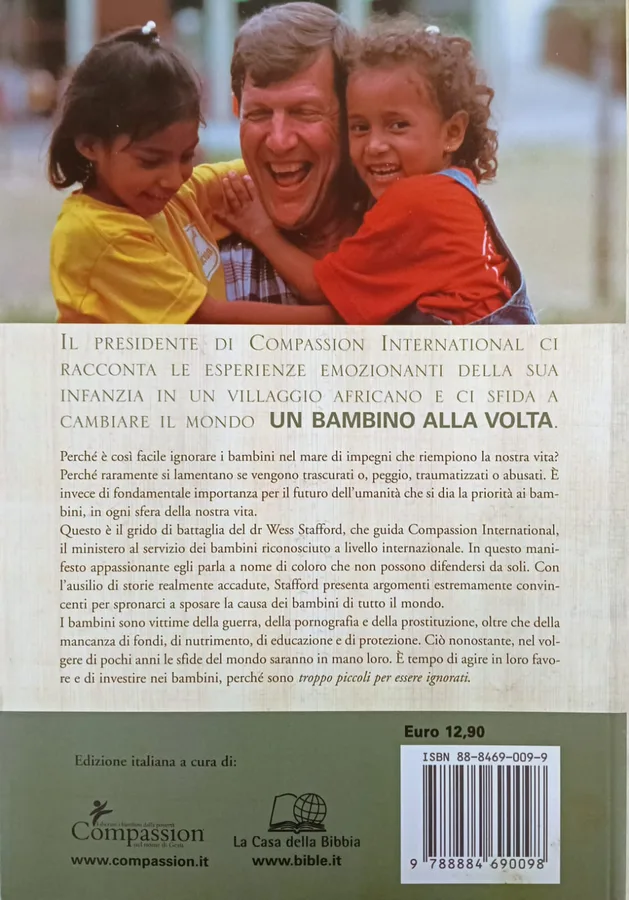 IL PRESIDENTE DI COMPASSION INTERNATIONAL CI
RACCONTA LE ESPERIENZE EMOZIONANTI DELLA SUA
INFANZIA IN UN VILLAGGIO AFRICANO E CI SFIDA A
CAMBIARE IL MONDO UN BAMBINO ALLA VOLTA.
Perché è così facile ignorare i bambini nel mare di impegni che riempiono la nostra vita?
Perché raramente si lamentano se vengono trascurati o, peggio, traumatizzati o abusati. È
invece di fondamentale importanza per il futuro dell'umanità che si dia la priorità ai bam-
bini, in ogni sfera della nostra vita.
Questo è il grido di battaglia del dr Wess Stafford, che guida Compassion International,
il ministero al servizio dei bambini riconosciuto a livello internazionale. In questo mani-
festo appassionante egli parla a nome di coloro che non possono difendersi da soli. Con
l'ausilio di storie realmente accadute, Stafford presenta argomenti estremamente convin-
centi per spronarci a sposare la causa dei bambini di tutto il mondo.
I bambini sono vittime della guerra, della pornografia e della prostituzione, oltre che della
mancanza di fondi, di nutrimento, di educazione e di protezione. Ciò nonostante, nel vol-
gere di pochi anni le sfide del mondo saranno in mano loro. È tempo di agire in loro favo-
re e di investire nei bambini, perché sono troppo piccoli per essere ignorati.
Euro 12,90
Edizione italiana a cura di:
ISBN 88-8469-009-9
Compassion
nel nome di Gesù
www.compassion.it
La Casa della Bibbia
www.bible.it
9 788884 690098